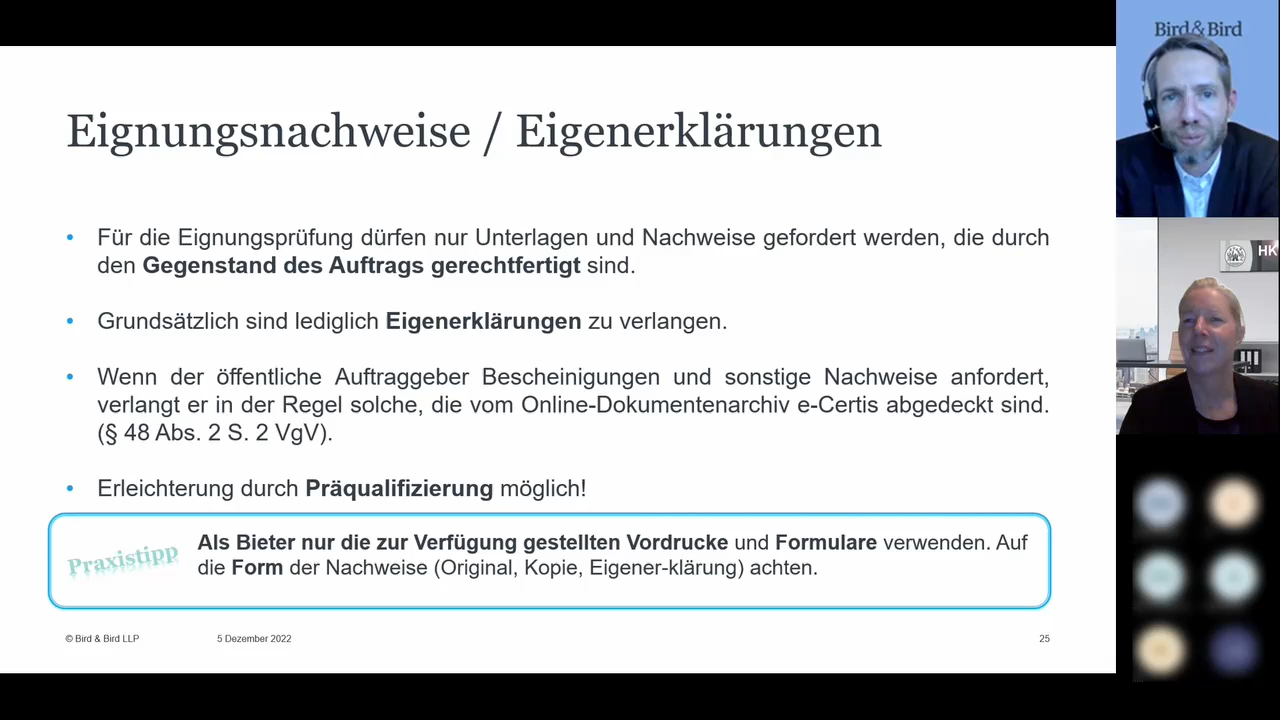 Eignungsnachweise / Eigenerklärungen
• Für die Eignungsprüfung dürfen nur Unterlagen und Nachweise gefordert werden, die durch
den Gegenstand des Auftrags gerechtfertigt sind.
• Grundsätzlich sind lediglich Eigenerklärungen zu verlangen.
• Wenn der öffentliche Auftraggeber Bescheinigungen und sonstige Nachweise anfordert,
verlangt er in der Regel solche, die vom Online-Dokumentenarchiv e-Certis abgedeckt sind.
(§ 48 Abs. 2 S. 2 VgV).
• Erleichterung durch Präqualifizierung möglich!
Praxistipp
Als Bieter nur die zur Verfügung gestellten Vordrucke und Formulare verwenden. Auf
die Form der Nachweise (Original, Kopie, Eigener-klärung) achten.
© Bird & Bird LLP
5 Dezember 2022
25
Bird & Bird
HK